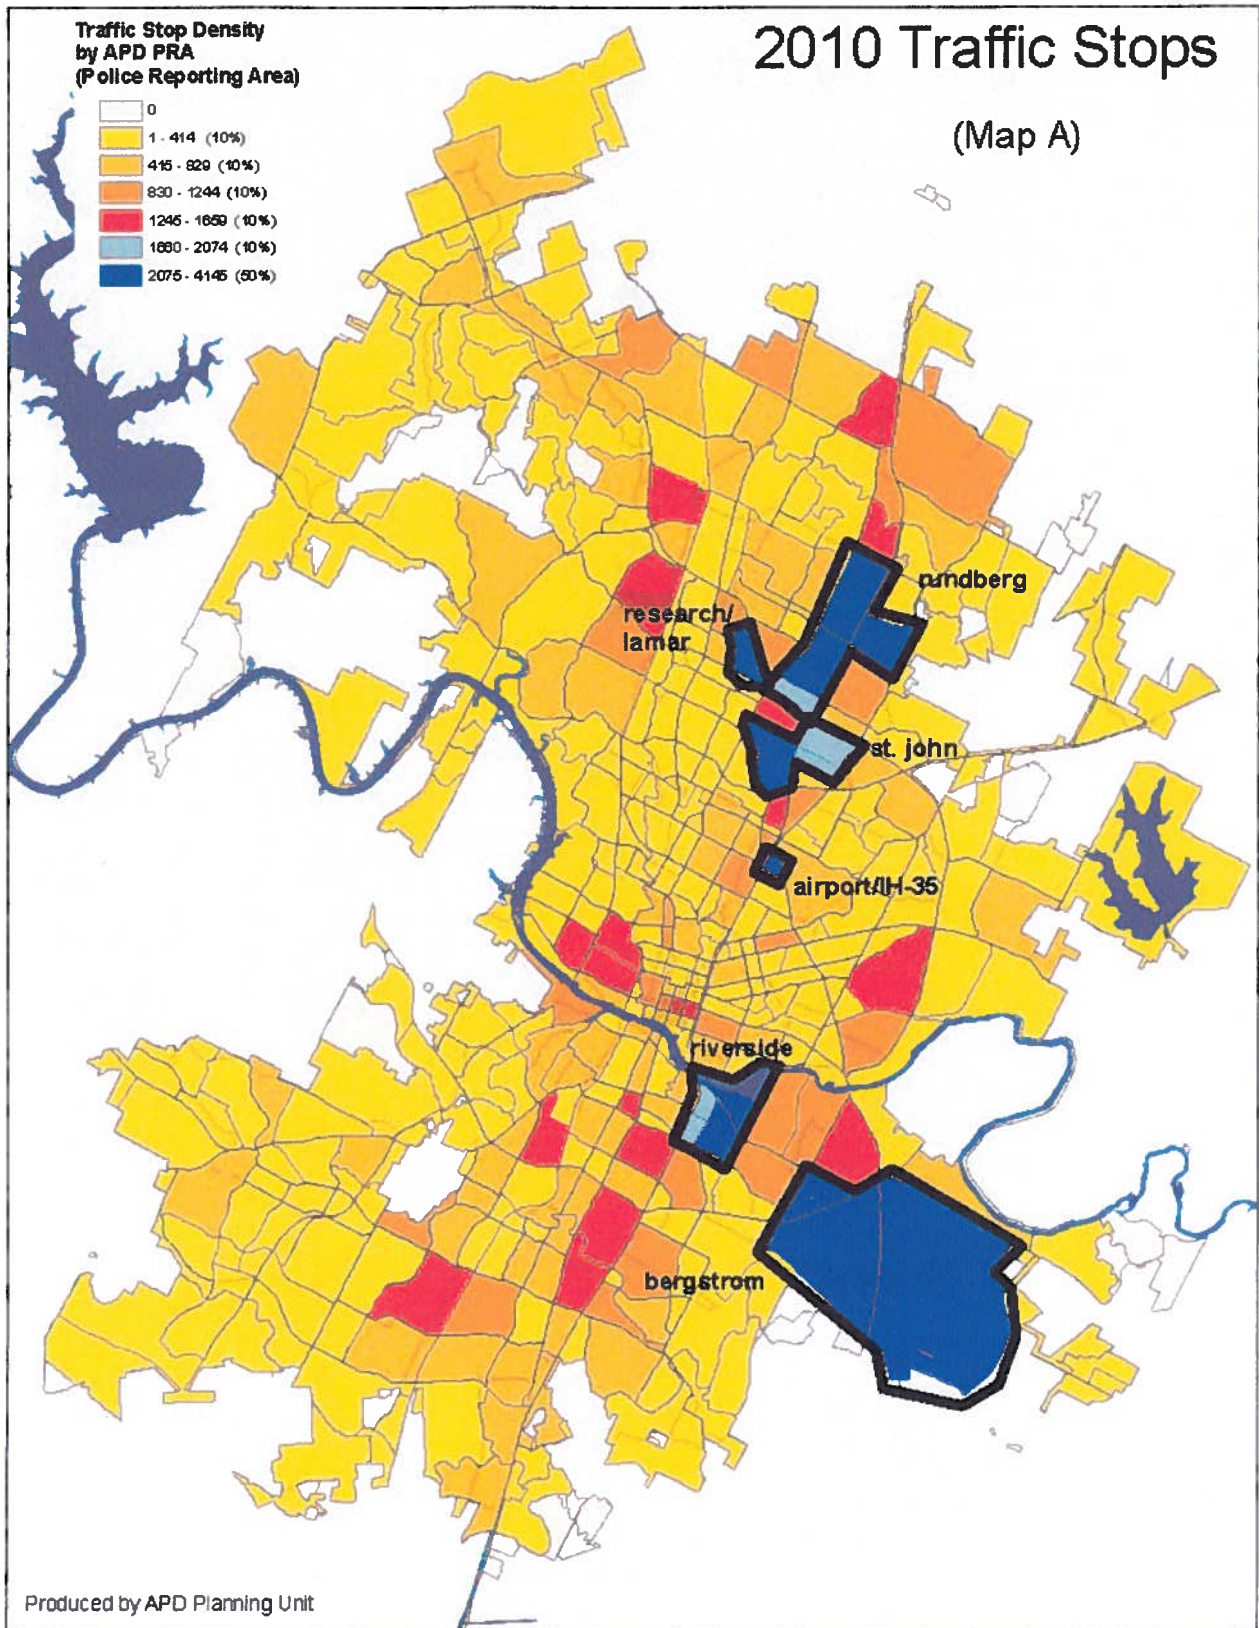 Traffic Stop Density
by APD PRA
(Police Reporting Area)
0
1 - 414 (10%)
415 - 829 (10%)
830 - 1244 (10%)
1245 - 1659 (10%)
1660 - 2074 (10%)
2075 - 4145 (50%)
2010 Traffic Stops
(Map A)
rundberg
research/
lamar
st. john
airport/IH-35
riverside
bergstrom
Produced by APD Planning Unit